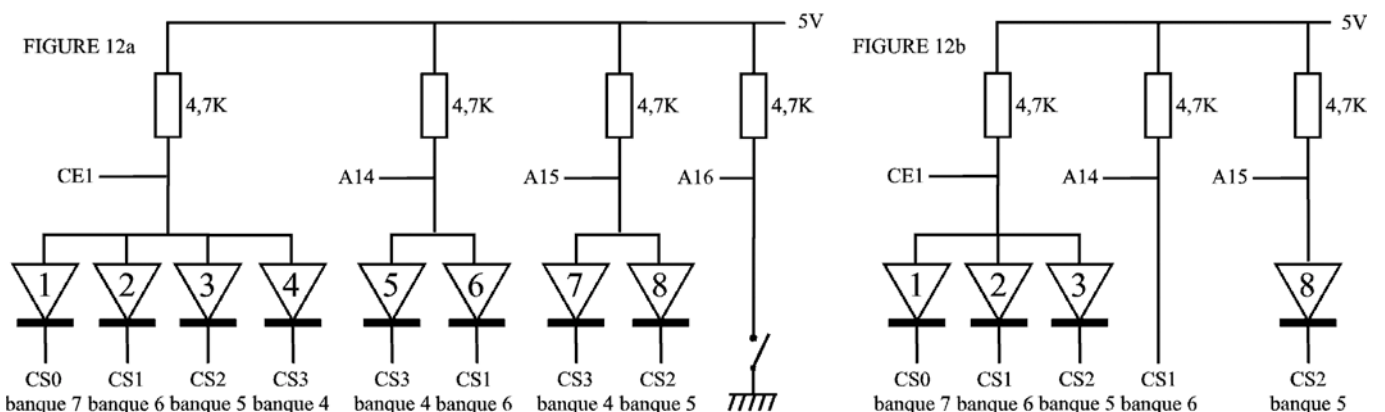 5V
FIGURE 12a
4,7K
4,7K
4,7K
4,7K
CE1
A14
A15
A16
1
2
3
4
5
6
7
8
CS0
CS1
CS2
CS3
CS3
CS1
CS3
CS2
banque 7
banque 6
banque 5
banque 4
banque 4
banque 6
banque 4
banque 5
5V
FIGURE 12b
4,7K
4,7K
4,7K
CE1
A14
A15
1
2
3
8
CS0
CS1
CS2
CS1
CS2
banque 7
banque 6
banque 5
banque 6
banque 5